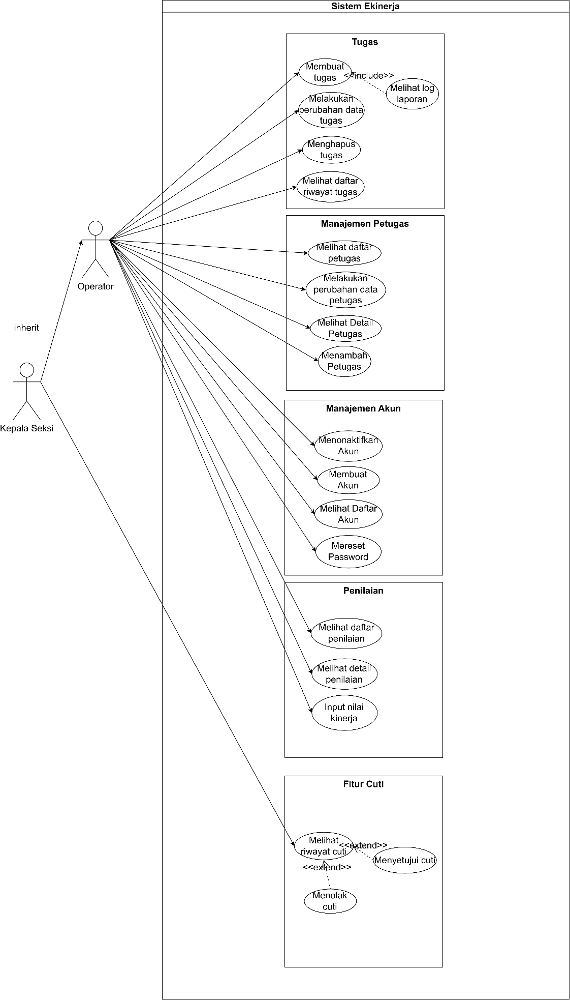 Sistem Ekinerja
Tugas
Membuat
tugas
<<include>>
Melihat log
laporan
Melakukan
perubahan data
tugas
Menghapus
tugas
Melihat daftar
riwayat tugas
Manajemen Petugas
Melihat daftar
petugas
Melakukan
perubahan data
petugas
Melihat Detail
Petugas
Menambah
Petugas
Operator
inherit
Kepala Seksi
Manajemen Akun
Menonaktifkan
Akun
Membuat
Akun
Melihat Daftar
Akun
Mereset
Password
Penilaian
Melihat daftar
penilaian
Melihat detail
penilaian
Input nilai
kinerja
Fitur Cuti
Melihat
riwayat cuti
<<extend>>
Menyetujui cuti
<<extend>>
Menolak
cuti